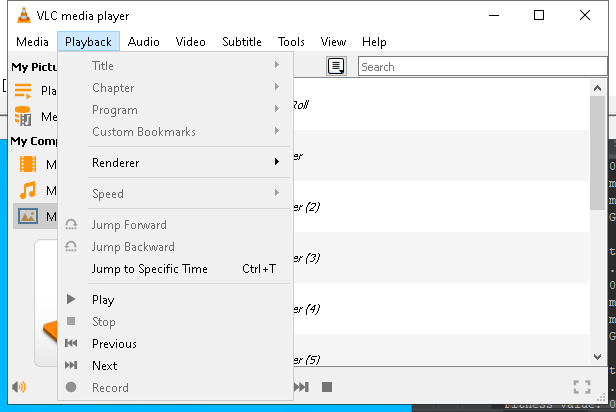 VLC media player
Media Playback Audio Video Subtitle Tools View Help
My Pictu
Search
Title
Chapter
Program
Custom Bookmarks
Renderer
Speed
Jump Forward
Jump Backward
Jump to Specific Time Ctrl+T
Play
Stop
Previous
Next
Record
Pla
Me
My Comp
M
M
M
Roll
er
er (2)
er (3)
er (4)
er (5)